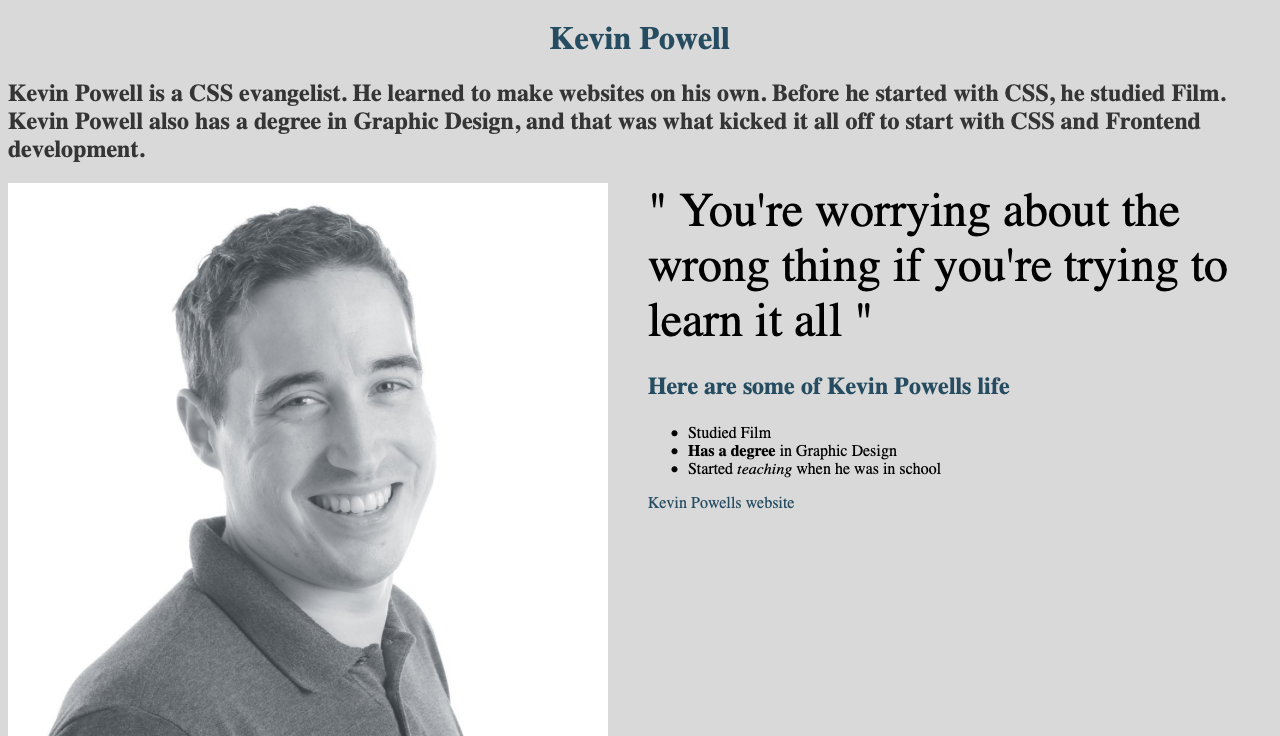 Kevin Powell
Kevin Powell is a CSS evangelist. He learned to make websites on his own. Before he started with CSS, he studied Film.
Kevin Powell also has a degree in Graphic Design, and that was what kicked it all off to start with CSS and Frontend
development.
" You're worrying about the
wrong thing if you're trying to
learn it all "
Here are some of Kevin Powells life
• Studied Film
• Has a degree in Graphic Design
• Started teaching when he was in school
Kevin Powells website